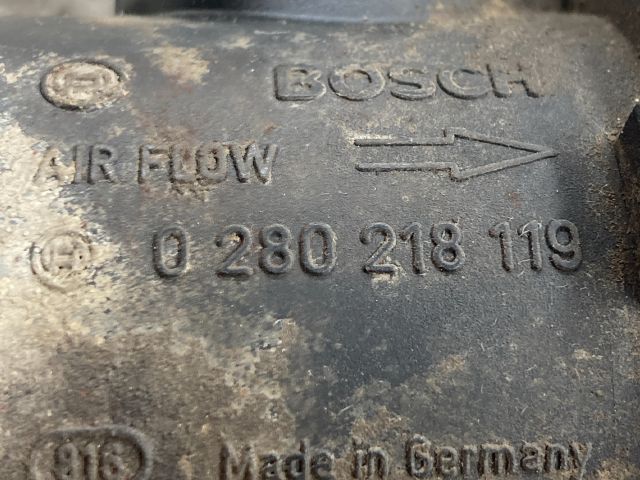 BOSCH
AIR FLOW
0 280 218 119
916 Made in Germany